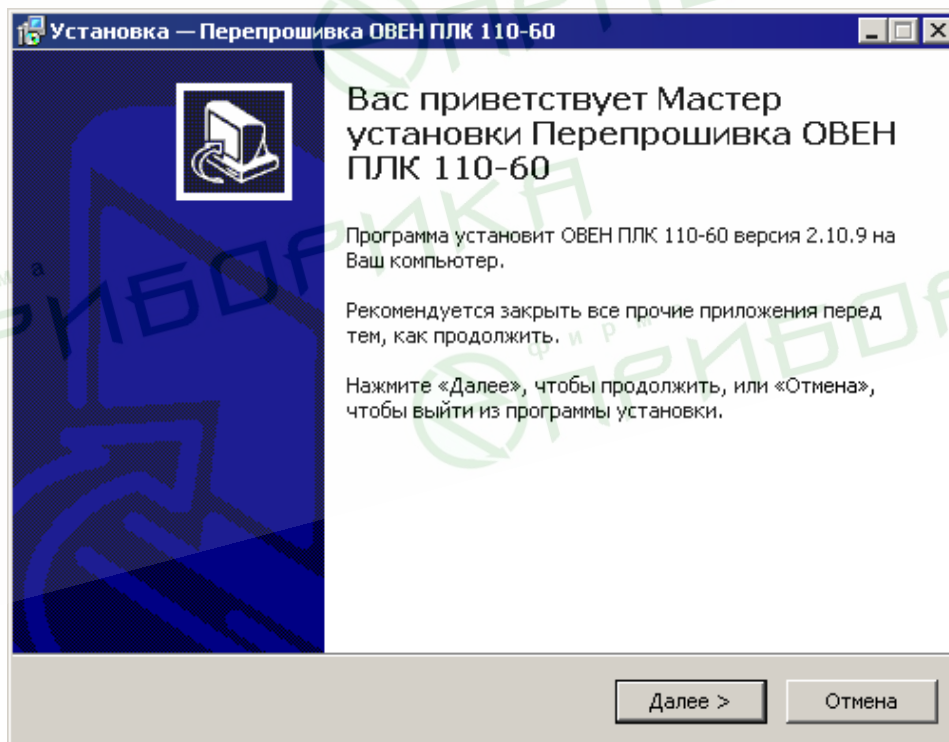 Установка — Перепрошивка ОВЕН ПЛК 110-60
Вас приветствует Мастер
установки Перепрошивка ОВЕН
ПЛК 110-60
Программа установит ОВЕН ПЛК 110-60 версия 2.10.9 на
Ваш компьютер.
Рекомендуется закрыть все прочие приложения перед
тем, как продолжить.
Нажмите «Далее», чтобы продолжить, или «Отмена»,
чтобы выйти из программы установки.
фирма
ПРИБОР
Далее >
Отмена